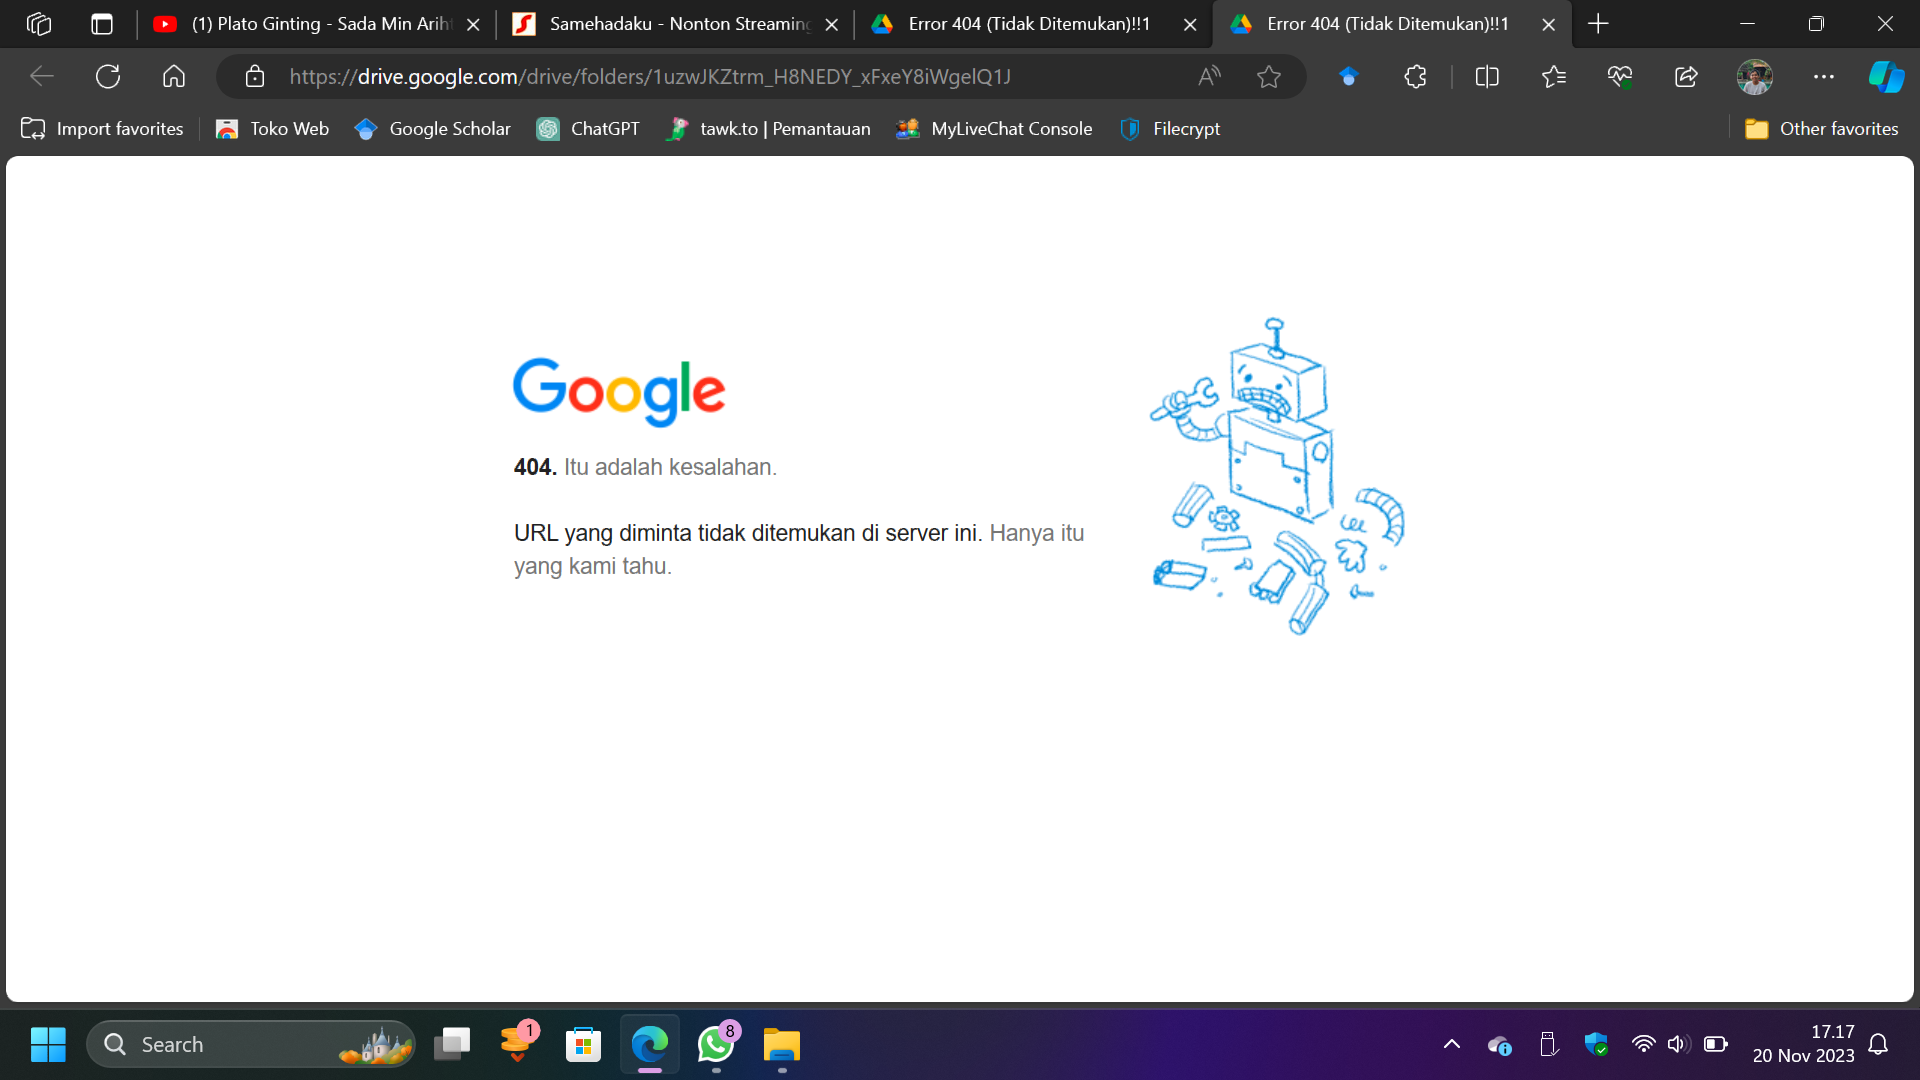 (1) Plato Ginting - Sada Min Ariht
Samehadaku - Nonton Streaming
Error 404 (Tidak Ditemukan)!!1
Error 404 (Tidak Ditemukan)!!1
https://drive.google.com/drive/folders/1uzwJKZtrm_H8NEDY_xFxeY8iWgelQ1J
Import favorites
Toko Web
Google Scholar
ChatGPT
tawk.to | Pemantauan
MyLiveChat Console
Filecrypt
Other favorites
Google
404. Itu adalah kesalahan.
URL yang diminta tidak ditemukan di server ini. Hanya itu
yang kami tahu.
Search
1
8
17.17
20 Nov 2023